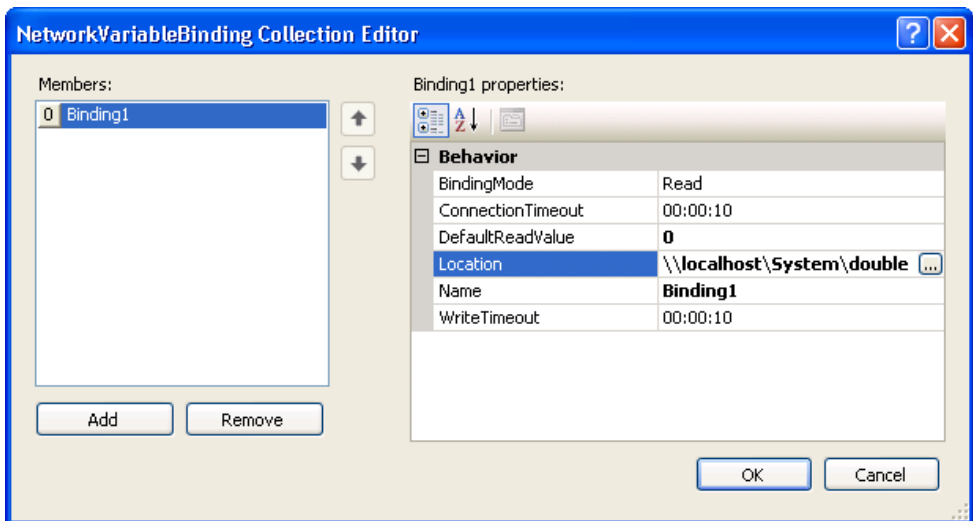 NetworkVariableBinding Collection Editor
Members:
0 Binding1
Add Remove
Binding1 properties:
Behavior
BindingMode Read
ConnectionTimeout 00:00:10
DefaultReadValue 0
Location \\localhost\System\double ...
Name Binding1
WriteTimeout 00:00:10
OK Cancel